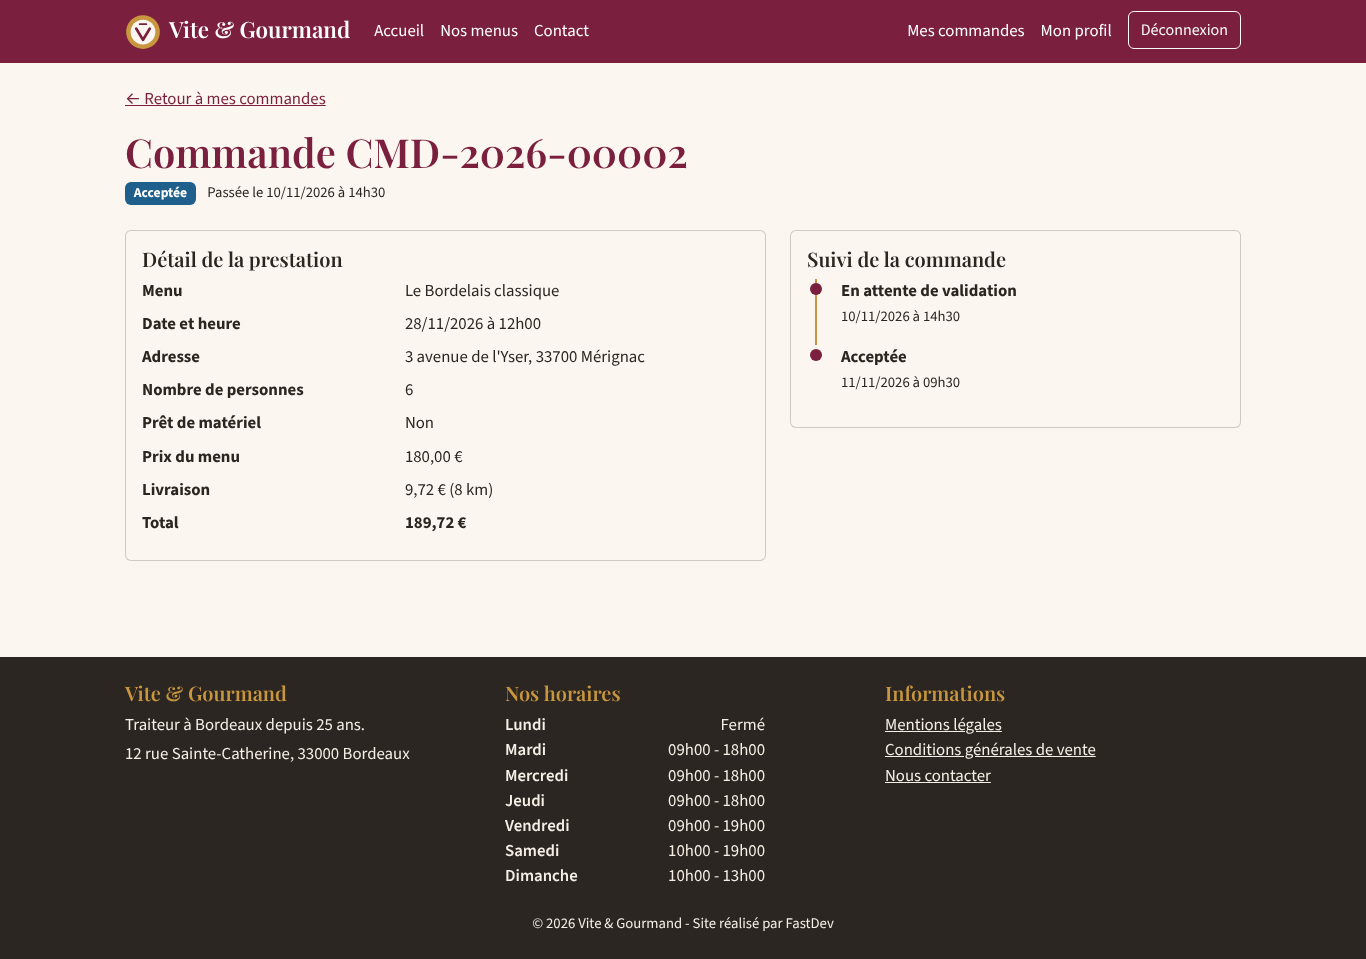 Vite & Gourmand Accueil Nos menus Contact Mes commandes Mon profil Déconnexion
← Retour à mes commandes
Commande CMD-2026-00002
Acceptée Passée le 10/11/2026 à 14h30
Détail de la prestation
Menu Le Bordelais classique
Date et heure 28/11/2026 à 12h00
Adresse 3 avenue de l'Yser, 33700 Mérignac
Nombre de personnes 6
Prêt de matériel Non
Prix du menu 180,00 €
Livraison 9,72 € (8 km)
Total 189,72 €
Suivi de la commande
En attente de validation
10/11/2026 à 14h30
Acceptée
11/11/2026 à 09h30
Vite & Gourmand
Traiteur à Bordeaux depuis 25 ans.
12 rue Sainte-Catherine, 33000 Bordeaux
Nos horaires
Lundi Fermé
Mardi 09h00 - 18h00
Mercredi 09h00 - 18h00
Jeudi 09h00 - 18h00
Vendredi 09h00 - 19h00
Samedi 10h00 - 19h00
Dimanche 10h00 - 13h00
Informations
Mentions légales
Conditions générales de vente
Nous contacter
© 2026 Vite & Gourmand - Site réalisé par FastDev